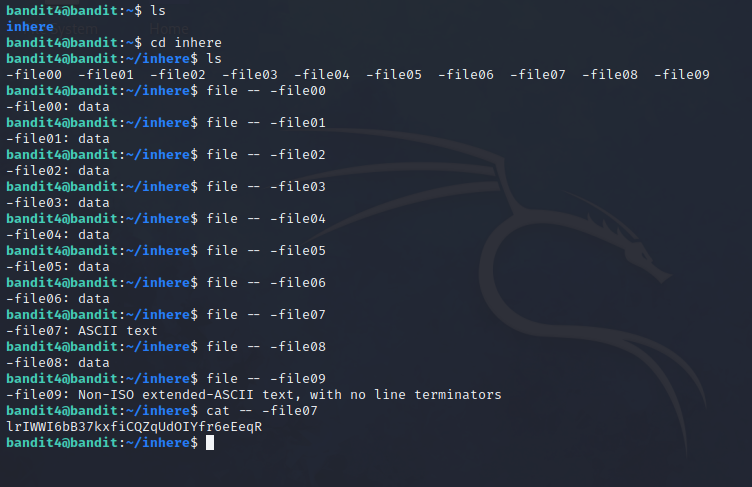 bandit4@bandit:~$ ls
inhere
bandit4@bandit:~$ cd inhere
bandit4@bandit:~/inhere$ ls
-file00  -file01  -file02  -file03  -file04  -file05  -file06  -file07  -file08  -file09
bandit4@bandit:~/inhere$ file -- -file00
-file00: data
bandit4@bandit:~/inhere$ file -- -file01
-file01: data
bandit4@bandit:~/inhere$ file -- -file02
-file02: data
bandit4@bandit:~/inhere$ file -- -file03
-file03: data
bandit4@bandit:~/inhere$ file -- -file04
-file04: data
bandit4@bandit:~/inhere$ file -- -file05
-file05: data
bandit4@bandit:~/inhere$ file -- -file06
-file06: data
bandit4@bandit:~/inhere$ file -- -file07
-file07: ASCII text
bandit4@bandit:~/inhere$ file -- -file08
-file08: data
bandit4@bandit:~/inhere$ file -- -file09
-file09: Non-ISO extended-ASCII text, with no line terminators
bandit4@bandit:~/inhere$ cat -- -file07
lrIWWI6bB37kxfiCQZqUdOIYfr6eEeqR
bandit4@bandit:~/inhere$